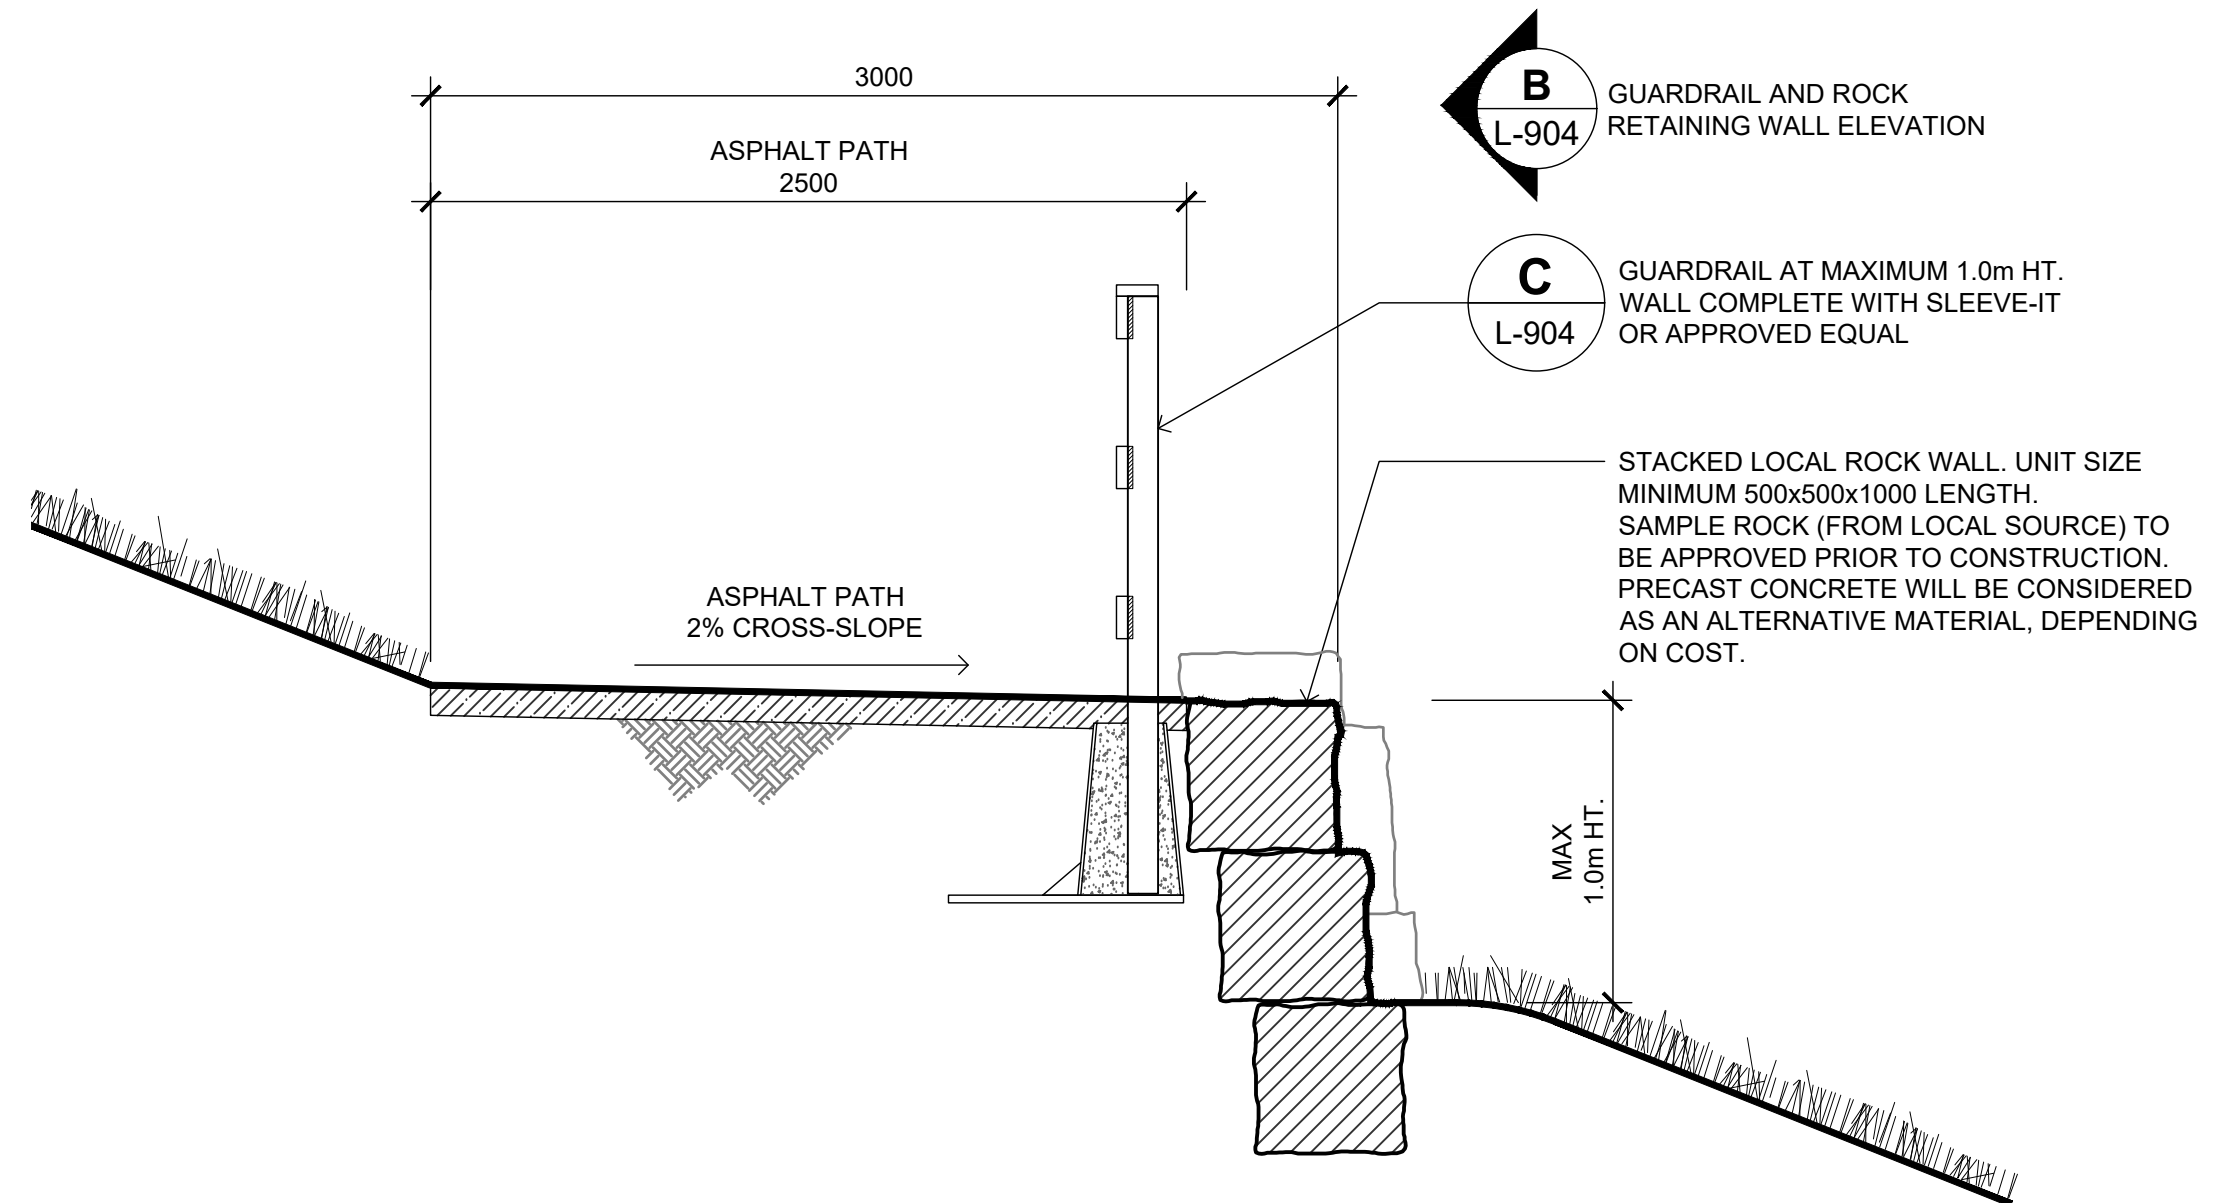 3000
ASPHALT PATH
2500
B
L-904
GUARDRAIL AND ROCK
RETAINING WALL ELEVATION
C
L-904
GUARDRAIL AT MAXIMUM 1.0m HT.
WALL COMPLETE WITH SLEEVE-IT
OR APPROVED EQUAL
STACKED LOCAL ROCK WALL. UNIT SIZE
MINIMUM 500x500x1000 LENGTH.
SAMPLE ROCK (FROM LOCAL SOURCE) TO
BE APPROVED PRIOR TO CONSTRUCTION.
PRECAST CONCRETE WILL BE CONSIDERED
AS AN ALTERNATIVE MATERIAL, DEPENDING
ON COST.
ASPHALT PATH
2% CROSS-SLOPE
MAX
1.0m HT.